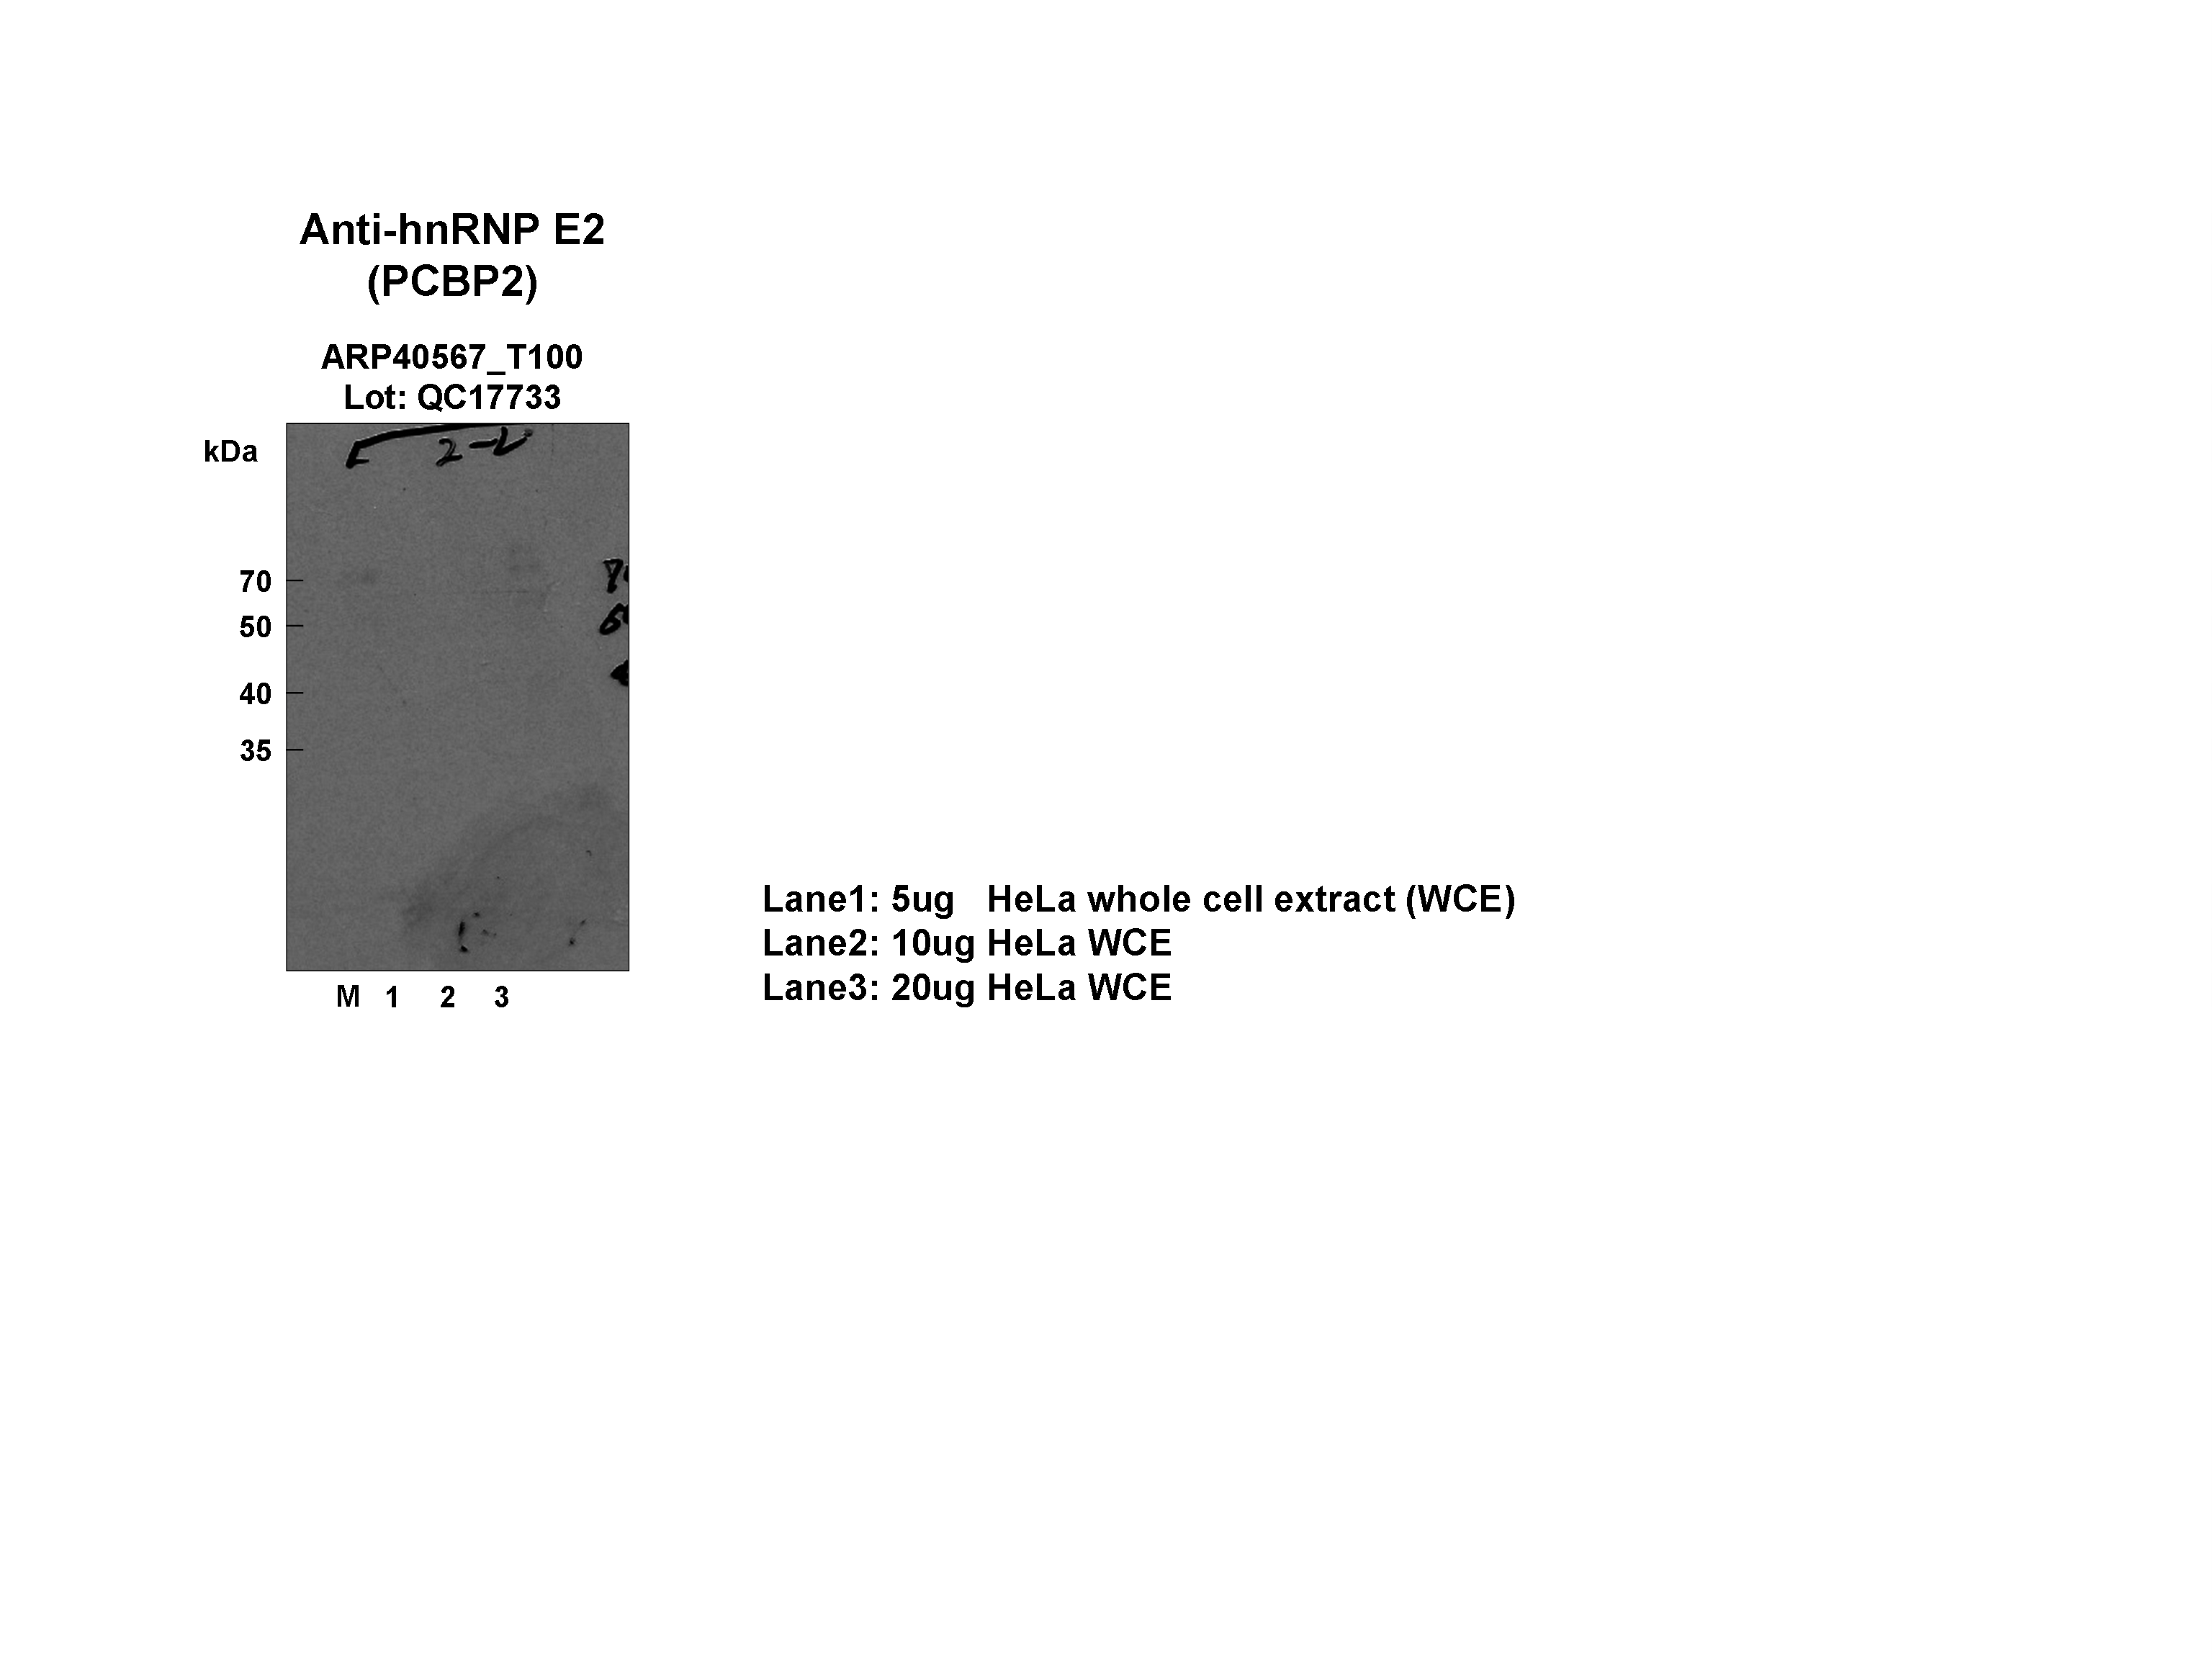 Anti-hnRNP E2
(PCBP2)
ARP40567_T100
Lot: QC17733
kDa
2-
70
50
40
35
M 1 2 3
Lane1: 5ug HeLa whole cell extract (WCE)
Lane2: 10ug HeLa WCE
Lane3: 20ug HeLa WCE